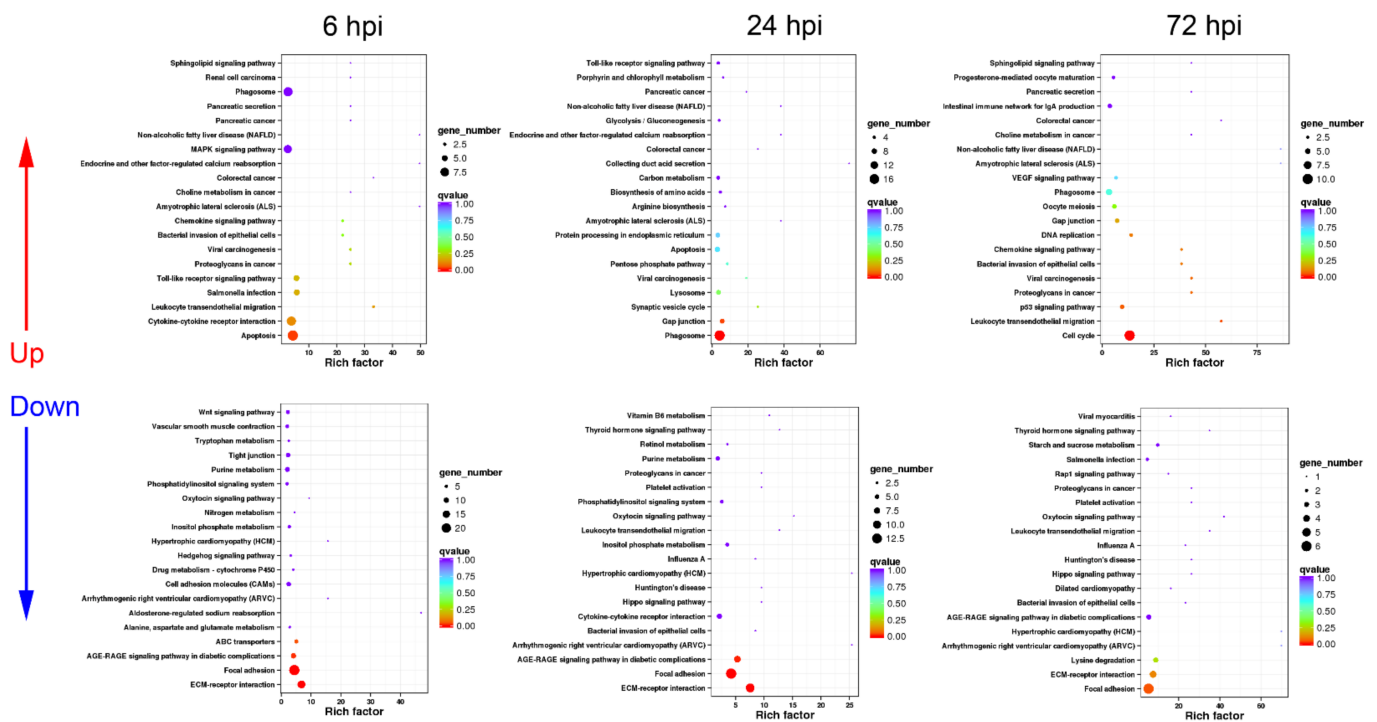 6 hpi
24 hpi
72 hpi
Up
Down
Sphingolipid signaling pathway
Renal cell carcinoma
Phagosome
Pancreatic secretion
Pancreatic cancer
Non-alcoholic fatty liver disease (NAFLD)
MAPK signaling pathway
Endocrine and other factor-regulated calcium reabsorption
Colorectal cancer
Choline metabolism in cancer
Amyotrophic lateral sclerosis (ALS)
Chemokine signaling pathway
Bacterial invasion of epithelial cells
Viral carcinogenesis
Proteoglycans in cancer
Toll-like receptor signaling pathway
Salmonella infection
Leukocyte transendothelial migration
Cytokine-cytokine receptor interaction
Apoptosis
10 20 30 40 50
Rich factor
gene_number
2.5
5.0
7.5
qvalue
1.00
0.75
0.50
0.25
0.00
Toll-like receptor signaling pathway
Porphyrin and chlorophyll metabolism
Pancreatic cancer
Non-alcoholic fatty liver disease (NAFLD)
Glycolysis / Gluconeogenesis
Endocrine and other factor-regulated calcium reabsorption
Colorectal cancer
Collecting duct acid secretion
Carbon metabolism
Biosynthesis of amino acids
Arginine biosynthesis
Amyotrophic lateral sclerosis (ALS)
Protein processing in endoplasmic reticulum
Apoptosis
Pentose phosphate pathway
Viral carcinogenesis
Lysosome
Synaptic vesicle cycle
Gap junction
Phagosome
0 20 40 60
Rich factor
gene_number
4
8
12
16
qvalue
1.00
0.75
0.50
0.25
0.00
Sphingolipid signaling pathway
Progesterone-mediated oocyte maturation
Pancreatic secretion
Intestinal immune network for IgA production
Colorectal cancer
Choline metabolism in cancer
Non-alcoholic fatty liver disease (NAFLD)
Amyotrophic lateral sclerosis (ALS)
VEGF signaling pathway
Phagosome
Oocyte meiosis
Gap junction
DNA replication
Chemokine signaling pathway
Bacterial invasion of epithelial cells
Viral carcinogenesis
Proteoglycans in cancer
p53 signaling pathway
Leukocyte transendothelial migration
Cell cycle
0 25 50 75
Rich factor
gene_number
2.5
5.0
7.5
10.0
qvalue
1.00
0.75
0.50
0.25
0.00
Wnt signaling pathway
Vascular smooth muscle contraction
Tryptophan metabolism
Tight junction
Purine metabolism
Phosphatidylinositol signaling system
Oxytocin signaling pathway
Nitrogen metabolism
Inositol phosphate metabolism
Hypertrophic cardiomyopathy (HCM)
Hedgehog signaling pathway
Drug metabolism - cytochrome P450
Cell adhesion molecules (CAMs)
Arrhythmogenic right ventricular cardiomyopathy (ARVC)
Aldosterone-regulated sodium reabsorption
Alanine, aspartate and glutamate metabolism
ABC transporters
AGE-RAGE signaling pathway in diabetic complications
Focal adhesion
ECM-receptor interaction
0 10 20 30 40
Rich factor
gene_number
5
10
15
20
qvalue
1.00
0.75
0.50
0.25
0.00
Vitamin B6 metabolism
Thyroid hormone signaling pathway
Retinol metabolism
Purine metabolism
Proteoglycans in cancer
Platelet activation
Phosphatidylinositol signaling system
Oxytocin signaling pathway
Leukocyte transendothelial migration
Inositol phosphate metabolism
Influenza A
Hypertrophic cardiomyopathy (HCM)
Huntington's disease
Hippo signaling pathway
Cytokine-cytokine receptor interaction
Bacterial invasion of epithelial cells
Arrhythmogenic right ventricular cardiomyopathy (ARVC)
AGE-RAGE signaling pathway in diabetic complications
Focal adhesion
ECM-receptor interaction
5 10 15 20 25
Rich factor
gene_number
2.5
5.0
7.5
10.0
12.5
qvalue
1.00
0.75
0.50
0.25
0.00
Viral myocarditis
Thyroid hormone signaling pathway
Starch and sucrose metabolism
Salmonella infection
Rap1 signaling pathway
Proteoglycans in cancer
Platelet activation
Oxytocin signaling pathway
Leukocyte transendothelial migration
Influenza A
Huntington's disease
Hippo signaling pathway
Dilated cardiomyopathy
Bacterial invasion of epithelial cells
AGE-RAGE signaling pathway in diabetic complications
Hypertrophic cardiomyopathy (HCM)
Arrhythmogenic right ventricular cardiomyopathy (ARVC)
Lysine degradation
ECM-receptor interaction
Focal adhesion
20 40 60
Rich factor
gene_number
1
2
3
4
5
6
qvalue
1.00
0.75
0.50
0.25
0.00